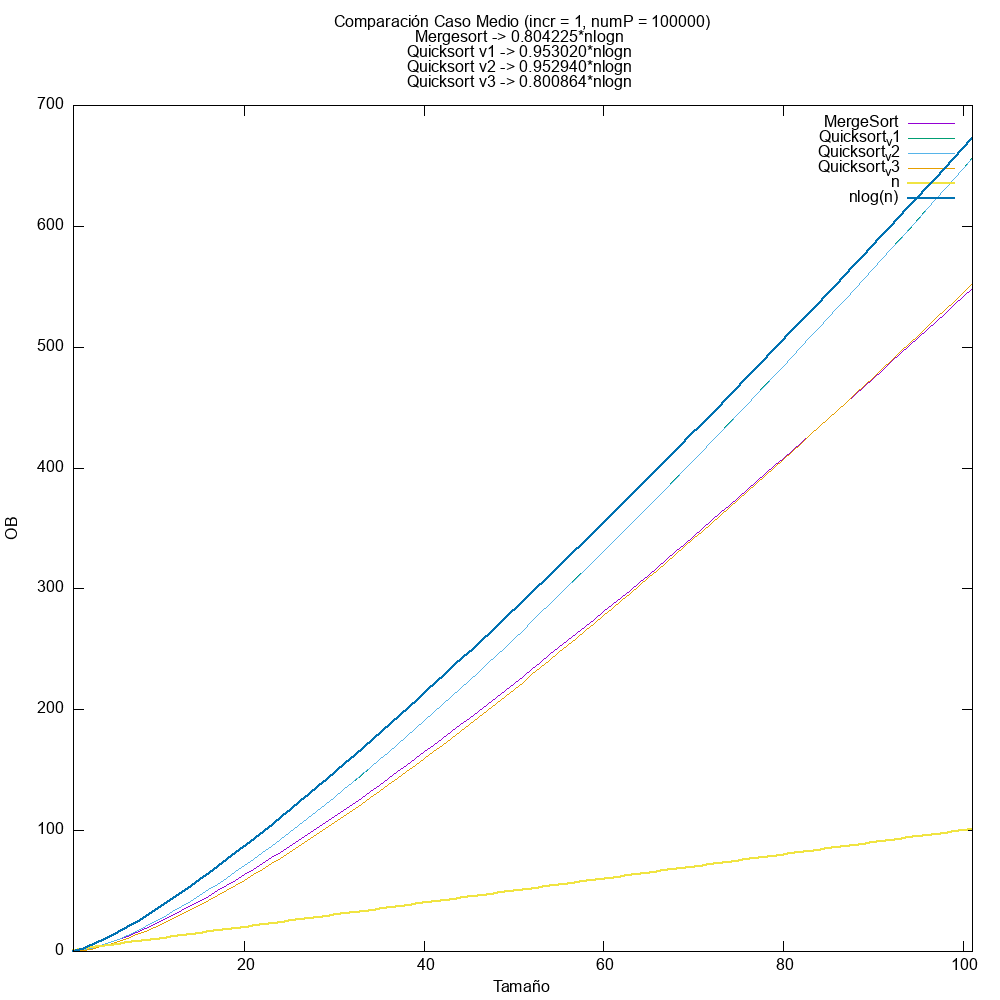 Comparación Caso Medio (incr = 1, numP = 100000)
Mergesort -> 0.804225*nlogn
Quicksort v1 -> 0.953020*nlogn
Quicksort v2 -> 0.952940*nlogn
Quicksort v3 -> 0.800864*nlogn
700
600
500
400
300
200
100
0
OB
MergeSort
Quicksortv1
Quicksortv2
Quicksortv3
n
nlog(n)
20 40 60 80 100
Tamaño